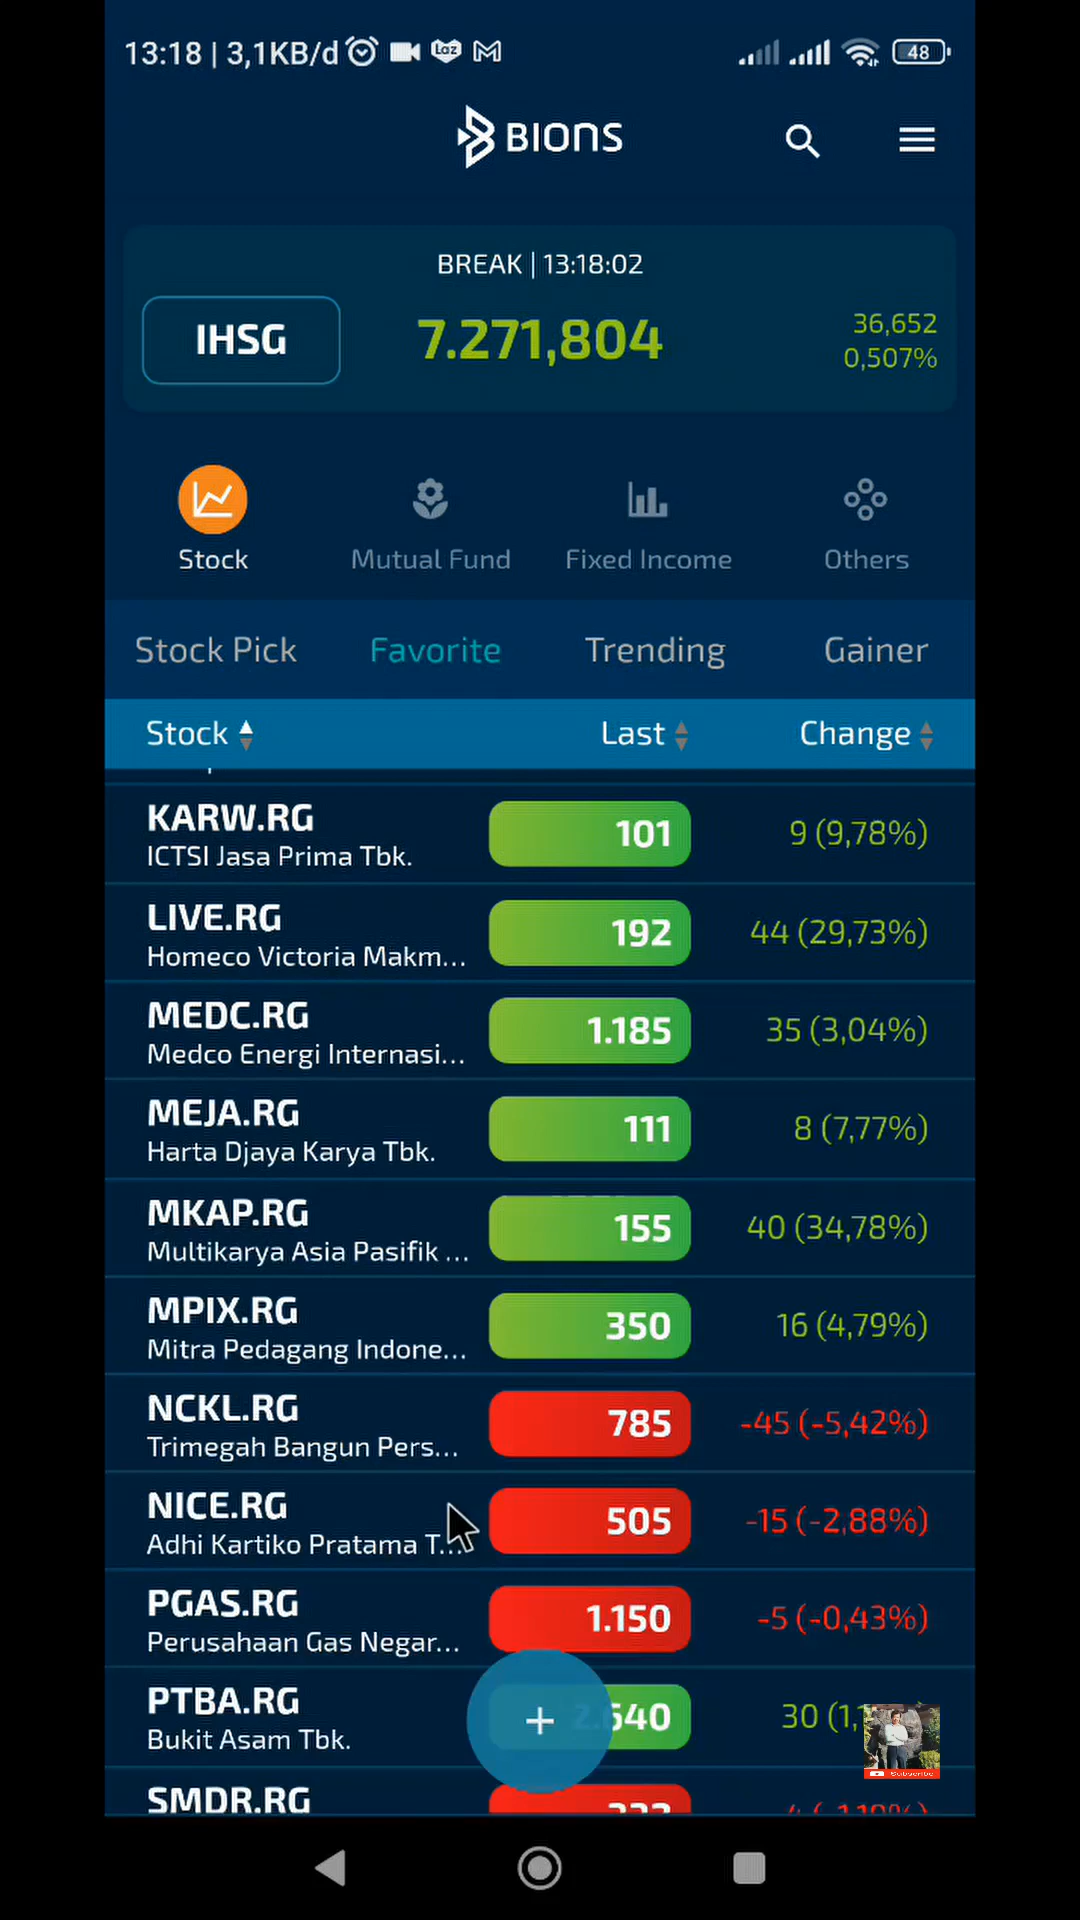 13:18 | 3,1KB/d
Laz
48
BIONS
BREAK | 13:18:02
IHSG
7.271,804
36,652
0,507%
Stock
Mutual Fund
Fixed Income
Others
Stock Pick
Favorite
Trending
Gainer
Stock
Last
Change
KARW.RG
101
9 (9,78%)
ICTSI Jasa Prima Tbk.
LIVE.RG
192
44 (29,73%)
Homeco Victoria Makm...
MEDC.RG
1.185
35 (3,04%)
Medco Energi Internasi...
MEJA.RG
111
8 (7,77%)
Harta Djaya Karya Tbk.
MKAP.RG
155
40 (34,78%)
Multikarya Asia Pasifik ...
MPIX.RG
350
16 (4,79%)
Mitra Pedagang Indone...
NCKL.RG
785
-45 (-5,42%)
Trimegah Bangun Pers...
NICE.RG
505
-15 (-2,88%)
Adhi Kartiko Pratama T...
PGAS.RG
1.150
-5 (-0,43%)
Perusahaan Gas Negar...
PTBA.RG
2.640
30 (1,
Bukit Asam Tbk.
+
Subscribe
SMDR.RG